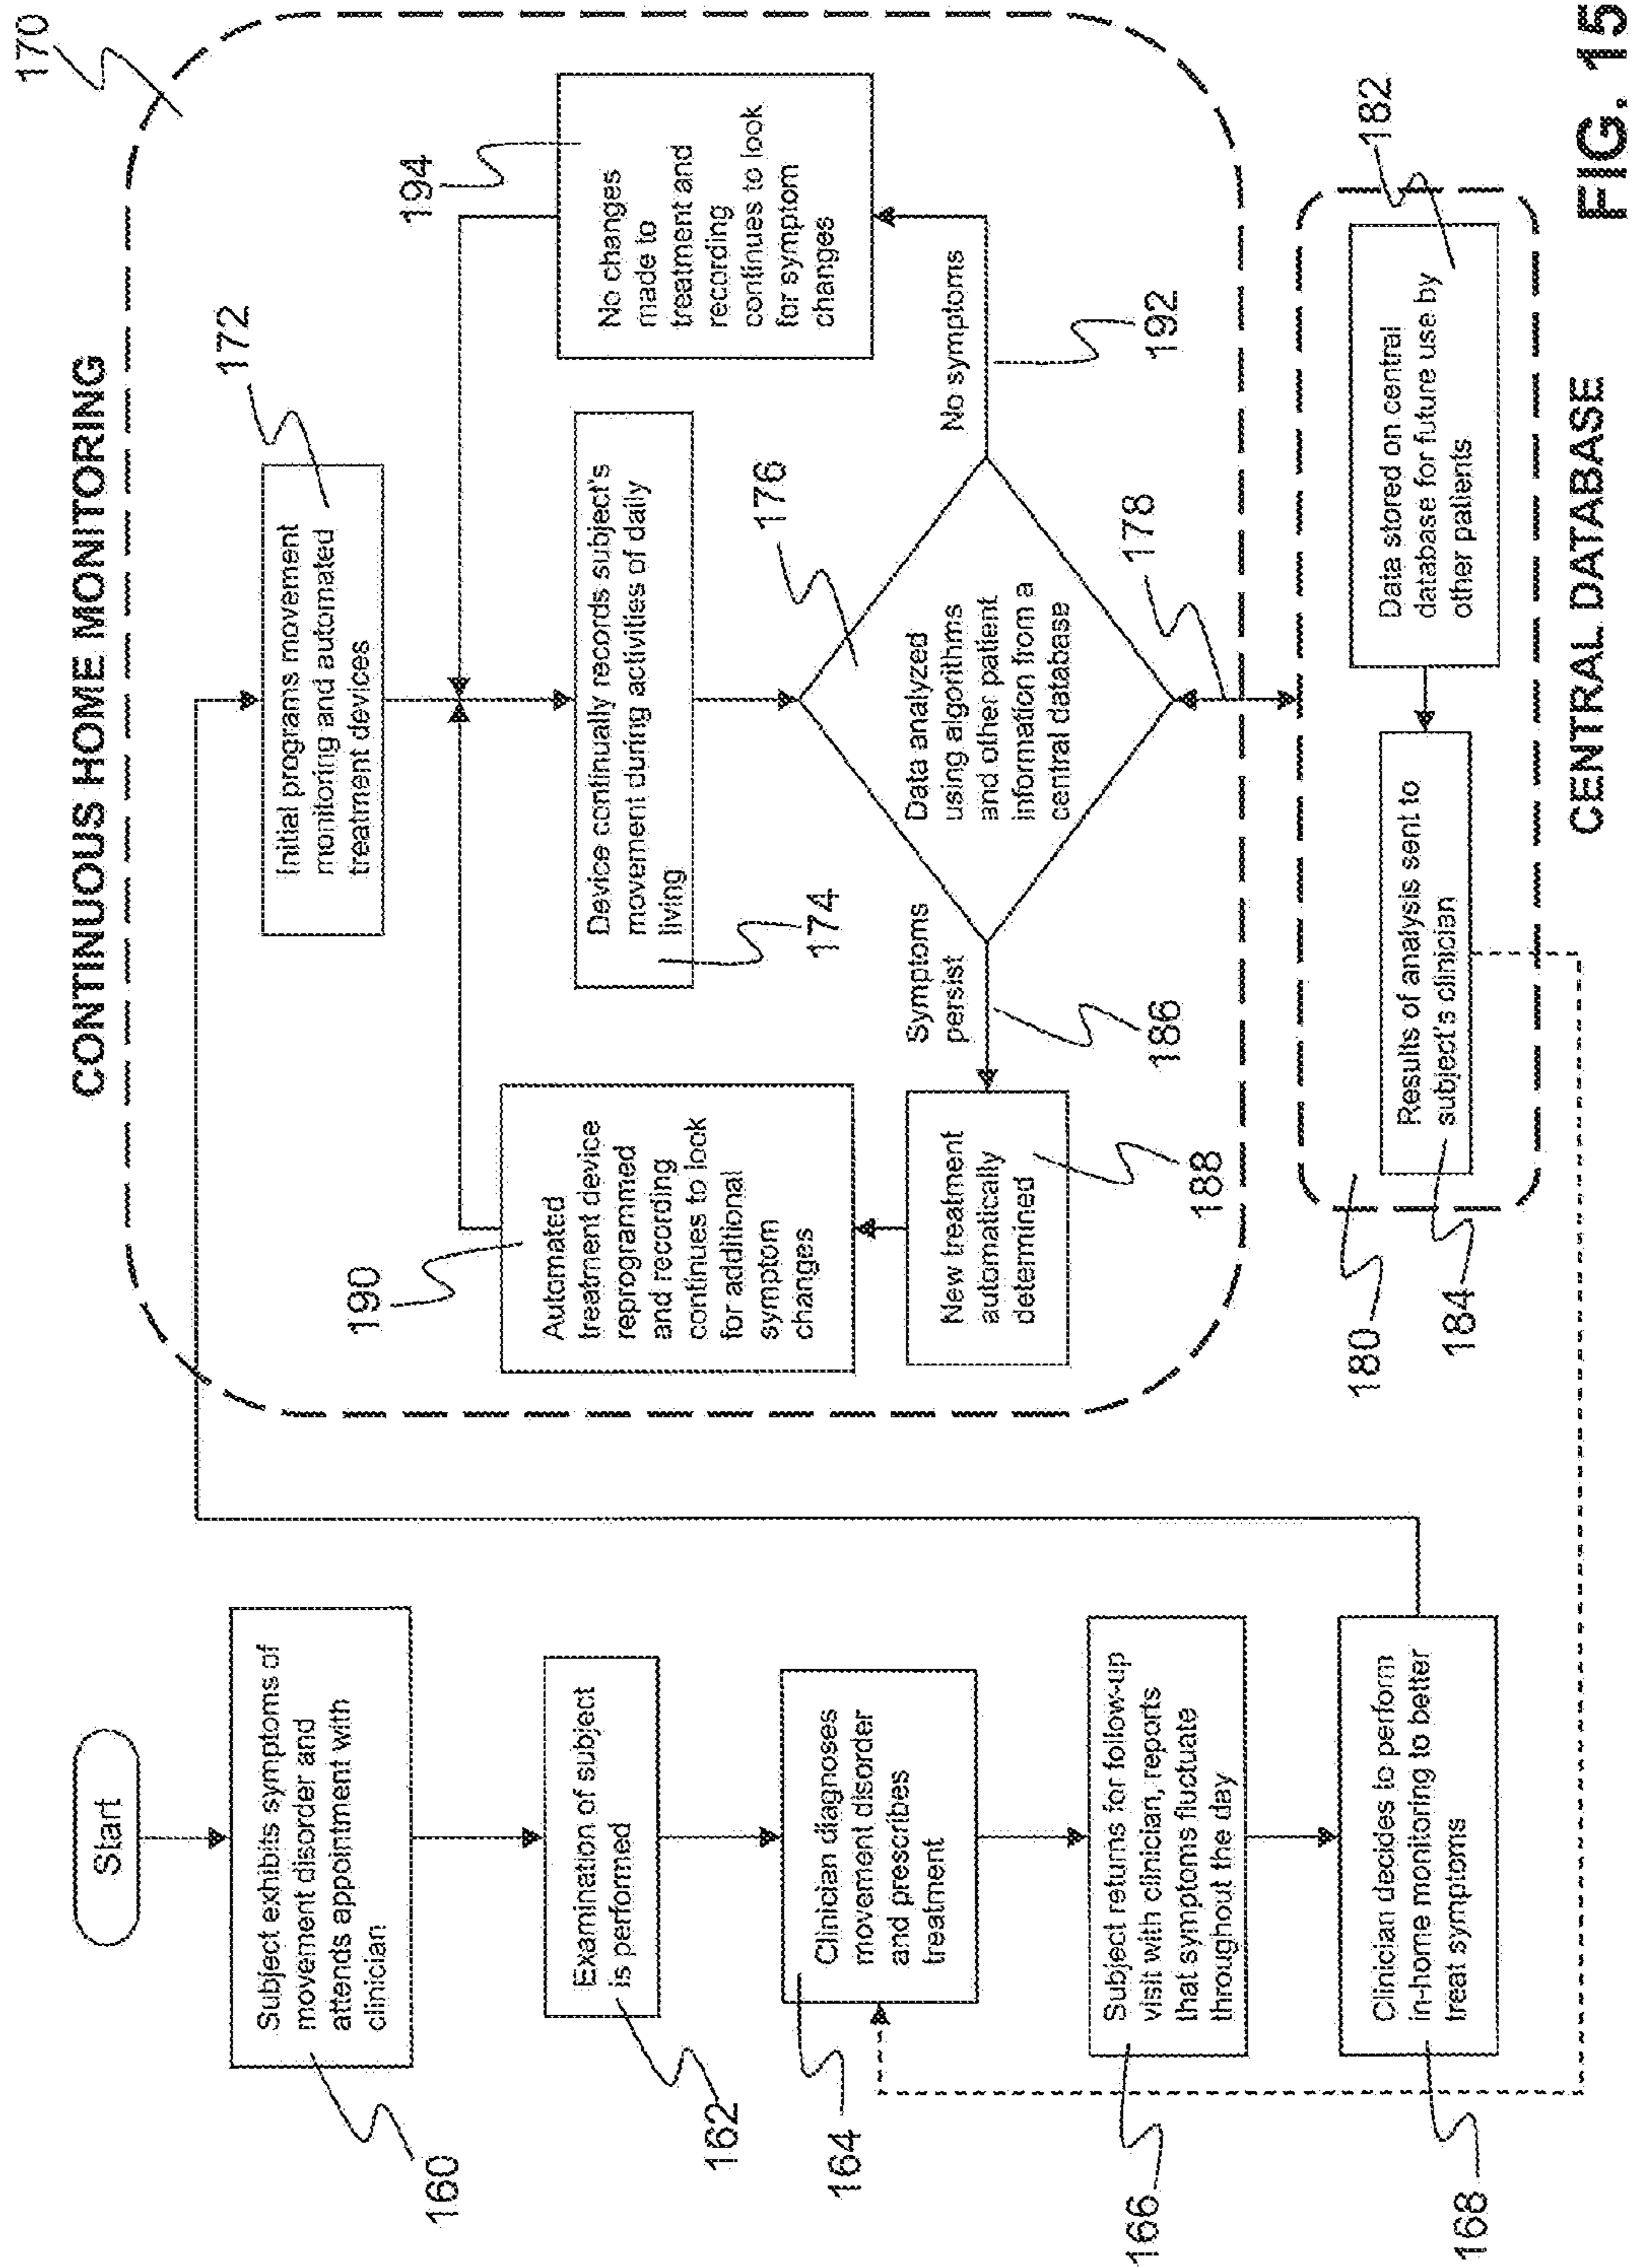 Start
Subject exhibits symptoms of
movement disorder and
attends appointment with
clinician
160
Examination of subject
is performed
162
Clinician diagnoses
movement disorder
and prescribes
treatment
164
Subject returns for follow-up
visit with clinician, reports
that symptoms fluctuate
throughout the day
166
Clinician decides to perform
in-home monitoring to better
treat symptoms
168
CONTINUOUS HOME MONITORING
170
Initial programs movement
monitoring and automated
treatment devices
172
Automated
treatment device
reprogrammed
and recording
continues to look
for additional
symptom
changes
190
Device continually records subject's
movement during activities of daily
living
174
No changes
made to
treatment and
recording
continues to look
for symptom
changes
194
New treatment
automatically
determined
188
Symptoms
persist
186
Data analyzed
using algorithms
and other patient
information from a
central database
176
178
No symptoms
192
180
Results of analysis sent to
subject's clinician
184
Data stored on central
database for future use by
other patients
182
CENTRAL DATABASE
FIG. 15